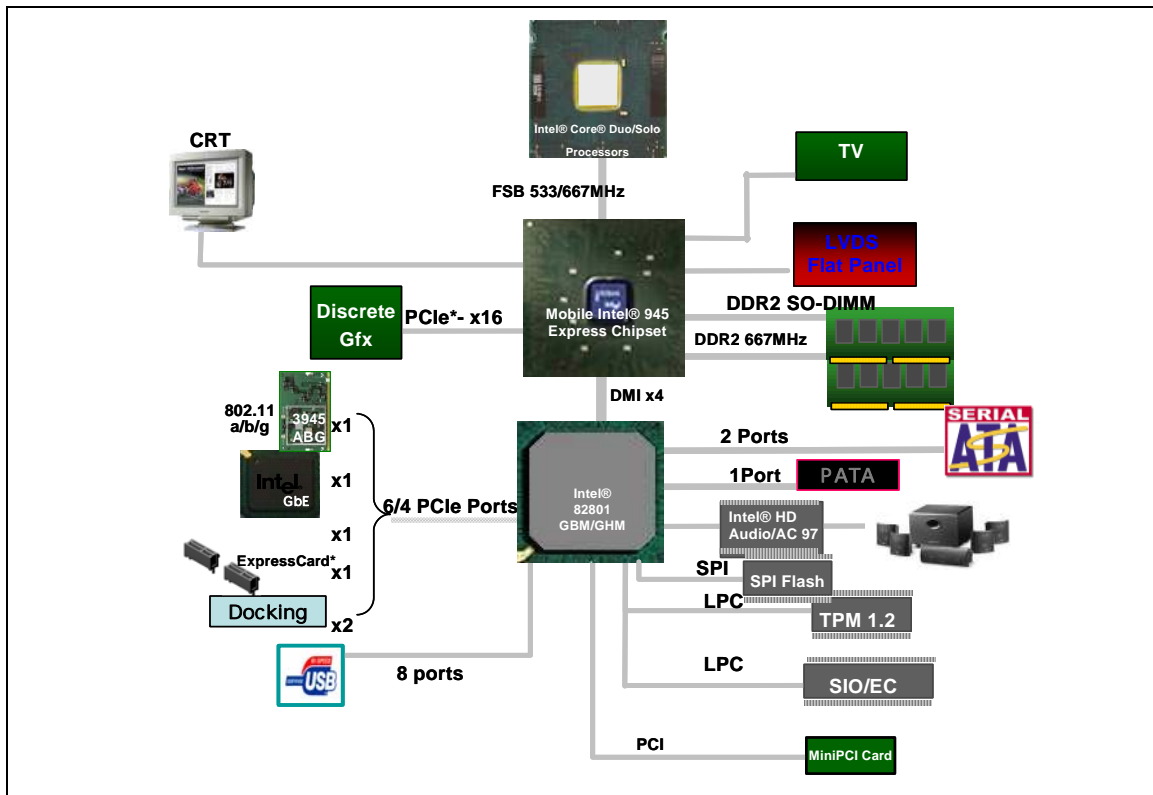 Intel® Core® Duo/Solo
Processors
CRT
TV
FSB 533/667MHz
LVDS
Flat Panel
Discrete
Gfx
PCIe*- x16
Mobile Intel® 945
Express Chipset
DDR2 SO-DIMM
DDR2 667MHz
DMI x4
802.11
a/b/g
3945
ABG
x1
SERIAL
ATA
2 Ports
Intel
GbE
x1
1Port
PATA
6/4 PCIe Ports
Intel®
82801
GBM/GHM
Intel® HD
Audio/AC 97
x1
ExpressCard*
x1
SPI
SPI Flash
Docking
x2
LPC
TPM 1.2
USB
8 ports
LPC
SIO/EC
PCI
MiniPCI Card